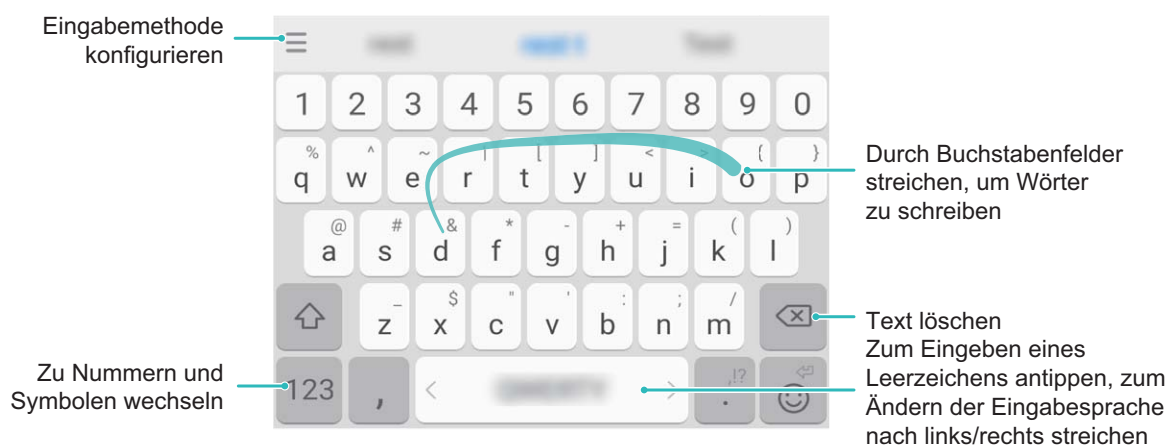 Eingabemethode
konfigurieren
1 2 3 4 5 6 7 8 9 0
% ^ ~ | [ ] < > { }
q w e r t y u i o p
Durch Buchstabenfelder
streichen, um Wörter
zu schreiben
@ # & * - + = ( )
a s d f g h j k l
_ $ " ' : ; /
z x c v b n m
Text löschen
Zu Nummern und
Symbolen wechseln
123 , < > ,!? .
Zum Eingeben eines
Leerzeichens antippen, zum
Ändern der Eingabesprache
nach links/rechts streichen